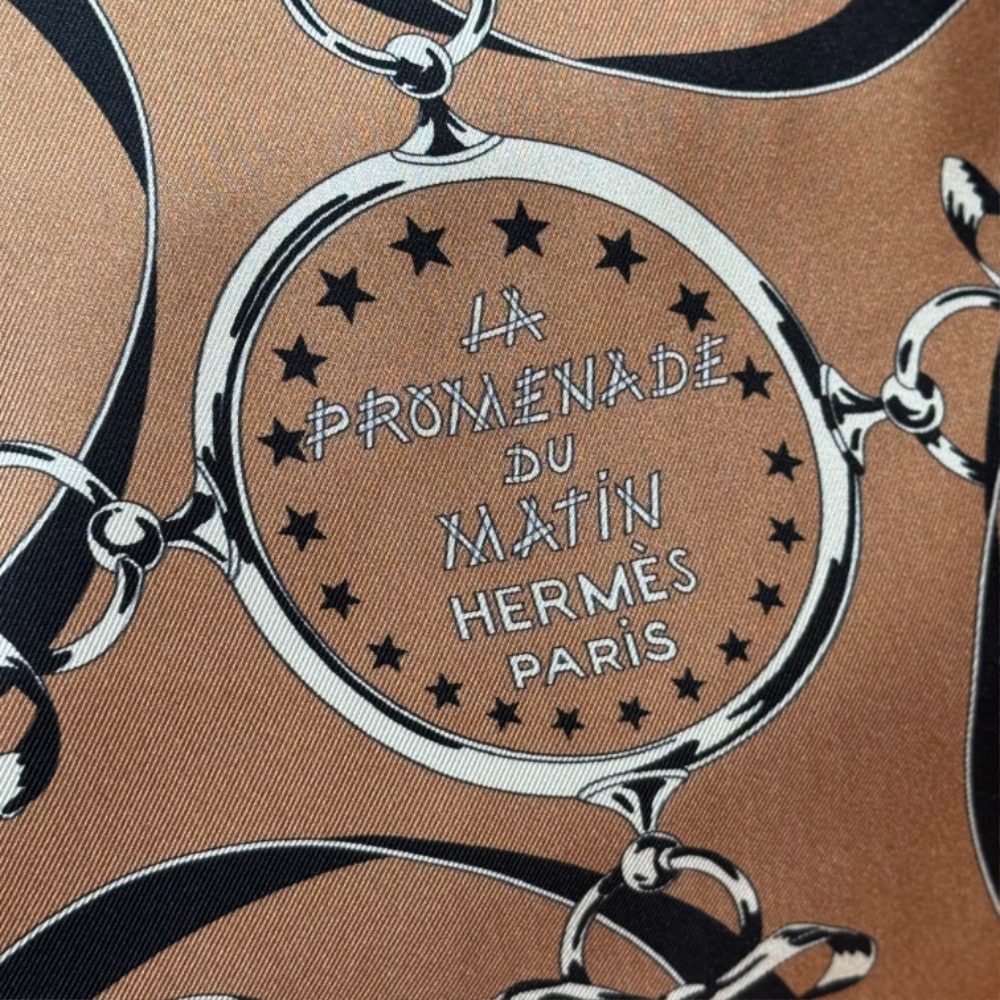 LA
PROMENADE
DU
MATiN
HERMÈS
PARiS